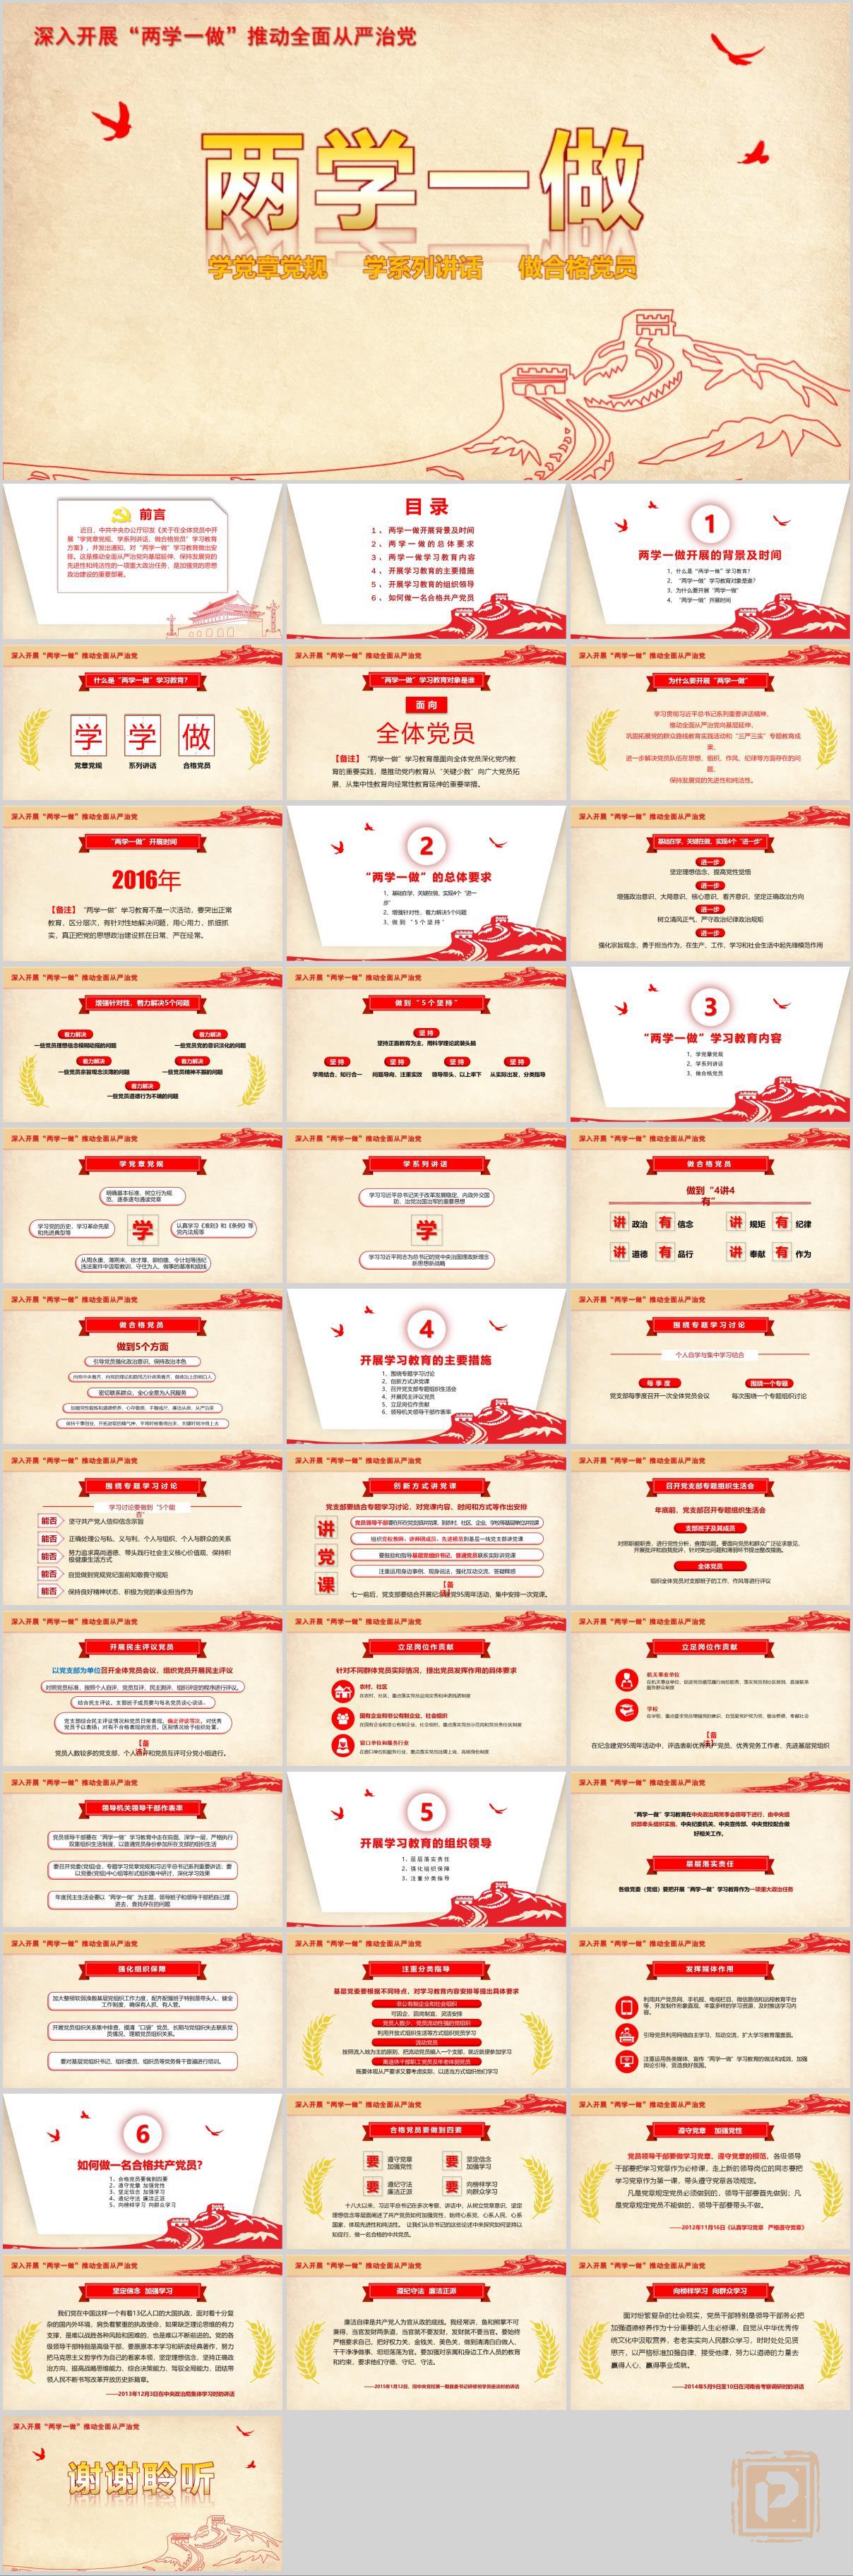 深入开展“两学一做”推动全面从严治党
两学一做
学党章党规 学系列讲话 做合格党员
前言
近日，中共中央办公厅印发《关于在全体党员中开
展“学党章党规、学系列讲话，做合格党员”学习教育
方案》，并发出通知，对“两学一做”学习教育做出安
排。这是推动全面从严治党向基层延伸，保持发展党的
先进性和纯洁性的一项重大政治任务，是加强党的思想
政治建设的重要部署。
目录
1、 两学一做开展背景及时间
2、 两学一做的总体要求
3、 两学一做学习教育内容
4、 开展学习教育的主要措施
5、 开展学习教育的组织领导
6、 如何做一名合格共产党员
1
两学一做开展的背景及时间
1、什么是“两学一做”学习教育?
2、“两学一做”学习教育对象是谁?
3、为什么要开展“两学一做”
4、“两学一做”开展时间
深入开展“两学一做”推动全面从严治党
什么是“两学一做”学习教育?
学 学 做
党章党规 系列讲话 合格党员
深入开展“两学一做”推动全面从严治党
“两学一做”学习教育对象是谁
面向
全体党员
【备注】“两学一做”学习教育是面向全体党员深化党内教
育的重要实践，是推动党内教育从“关键少数”向广大党员拓
展、从集中性教育向经常性教育延伸的重要举措。
深入开展“两学一做”推动全面从严治党
为什么要开展“两学一做”
学习贯彻习近平总书记系列重要讲话精神、
推动全面从严治党向基层延伸、
巩固拓展党的群众路线教育实践活动和“三严三实”专题教育成
果、
进一步解决党员队伍在思想、组织、作风、纪律等方面存在的问
题、
保持发展党的先进性和纯洁性。
深入开展“两学一做”推动全面从严治党
“两学一做”开展时间
2016年
【备注】“两学一做”学习教育不是一次活动，要突出正常
教育，区分层次，有针对性地解决问题，用心用力，抓细抓
实，真正把党的思想政治建设抓在日常、严在经常。
2
“两学一做”的总体要求
1、基础在学，关键在做，实现4个“进一
步”
2、增强针对性，着力解决5个问题
3、做到“5个坚持”
深入开展“两学一做”推动全面从严治党
基础在学，关键在做，实现4个“进一步”
进一步
坚定理想信念，提高党性觉悟
进一步
增强政治意识、大局意识、核心意识、看齐意识，坚定正确政治方向
进一步
树立清风正气，严守政治纪律政治规矩
进一步
强化宗旨观念，勇于担当作为，在生产、工作、学习和社会生活中起先锋模范作用
深入开展“两学一做”推动全面从严治党
增强针对性，着力解决5个问题
着力解决 着力解决
一些党员理想信念模糊动摇的问题 一些党员党的意识淡化的问题
着力解决 着力解决
一些党员宗旨观念淡薄的问题 一些党员精神不振的问题
着力解决
一些党员道德行为不端的问题
深入开展“两学一做”推动全面从严治党
做到“5个坚持”
坚持
坚持正面教育为主，用科学理论武装头脑
坚持 坚持 坚持 坚持
学用结合，知行合一 问题导向，注重实效 领导带头，以上率下 从实际出发，分类指导
3
“两学一做”学习教育内容
1、学党章党规
2、学系列讲话
3、做合格党员
深入开展“两学一做”推动全面从严治党
学党章党规
明确基本标准、树立行为规
范，逐条逐句通读党章
学习党的历史，学习革命先辈
和先进典型等
学
认真学习《准则》和《条例》等
党内法规等
从周永康、薄熙来、徐才厚、郭伯雄、令计划等违纪
违法案件中汲取教训，守住为人、做事的基准和底线
深入开展“两学一做”推动全面从严治党
学系列讲话
学习习近平总书记关于改革发展稳定、内政外交国
防、治党治国治军的重要思想
学
学习习近平同志为总书记的党中央治国理政新理念
新思想新战略
深入开展“两学一做”推动全面从严治党
做合格党员
做到“4讲4
有”
讲 政治 有 信念 讲 规矩 有 纪律
讲 道德 有 品行 讲 奉献 有 作为
深入开展“两学一做”推动全面从严治党
做合格党员
做到5个方面
引导党员强化政治意识，保持政治本色
密切联系群众，全心全意为人民服务
4
开展学习教育的主要措施
1、围绕专题学习讨论
2、创新方式讲党课
3、召开党支部专题组织生活会
4、开展民主评议党员
5、立足岗位作贡献
6、领导机关领导干部作表率
深入开展“两学一做”推动全面从严治党
围绕专题学习讨论
个人自学与集中学习结合
每季度 围绕一个专题
党支部每季度召开一次全体党员会议 每次围绕一个专题组织讨论
深入开展“两学一做”推动全面从严治党
围绕专题学习讨论
学习讨论要做到“5个能
否”
能否 坚守共产党人信仰信念宗旨
能否 正确处理公与私、义与利、个人与组织、个人与群众的关系
能否 努力追求高尚道德、带头践行社会主义核心价值观、保持积
极健康生活方式
能否 自觉做到党规党纪面前知敬畏守规矩
能否 保持良好精神状态、积极为党的事业担当作为
深入开展“两学一做”推动全面从严治党
创新方式讲党课
党支部要结合专题学习讨论，对党课内容、时间和方式等作出安排
讲
党
课
党员领导干部要在所在党支部讲党课，到农村、社区、企业、学校等基层单位讲党课
组织党校教师、讲师团成员、先进模范到基层一线党支部讲党课
要鼓励和指导基层党组织书记、普通党员联系实际讲党课
注重运用身边事例、现身说法，强化互动交流、答疑释惑
【备
七一前后，党支部要结合开展纪念建党95周年活动，集中安排一次党课。
深入开展“两学一做”推动全面从严治党
召开党支部专题组织生活会
年底前，党支部召开专题组织生活会
支部班子及其成员
对照职能职责，进行党性分析，查摆问题。要面向党员和群众广泛征求意见，
开展批评和自我批评，针对突出问题和薄弱环节提出整改措施。
全体党员
组织全体党员对支部班子的工作、作风等进行评议
深入开展“两学一做”推动全面从严治党
开展民主评议党员
以党支部为单位召开全体党员会议，组织党员开展民主评议
对照党员标准，按照个人自评、党员互评、民主测评、组织评定的程序进行评议。
结合民主评议，支部班子成员要与每名党员谈心谈话。
党支部综合民主评议情况和党员日常表现，确定评议等次，对优秀
党员予以表扬；对有不合格表现的党员，区别情况给予组织处置。
【备
党员人数较多的党支部，个人自评和党员互评可分党小组进行。
深入开展“两学一做”推动全面从严治党
立足岗位作贡献
针对不同群体党员实际情况，提出党员发挥作用的具体要求
农村、社区
在农村、社区，重点落实党员设岗定责和承诺践诺制度
国有企业和非公有制企业、社会组织
在国有企业和非公有制企业、社会组织，重点落实党员示范岗和党员责任区制度
窗口单位和服务行业
在窗口单位和服务行业，重点落实党员挂牌上岗、亮明身份制度
深入开展“两学一做”推动全面从严治党
立足岗位作贡献
机关事业单位
学校
【备
在纪念建党95周年活动中，评选表彰优秀共产党员、优秀党务工作者、先进基层党组织
深入开展“两学一做”推动全面从严治党
领导机关领导干部作表率
党员领导干部要在“两学一做”学习教育中走在前面、深学一层，严格执行
双重组织生活制度，以普通党员身份参加所在支部的组织生活
要召开党委(党组)会，专题学习党章党规和习近平总书记系列重要讲话；要
以党委(党组)中心组等形式组织集中研讨，深化学习效果
年度民主生活会要以“两学一做”为主题，领导班子和领导干部把自己摆
进去，查找存在的问题
5
开展学习教育的组织领导
1、层层落实责任
2、强化组织保障
3、注重分类指导
深入开展“两学一做”推动全面从严治党
“两学一做”学习教育在中央政治局常委会领导下进行，由中央组
织部牵头组织实施，中央纪委机关、中央宣传部、中央党校配合做
好相关工作。
层层落实责任
各级党委（党组）要把开展“两学一做”学习教育作为一项重大政治任务
深入开展“两学一做”推动全面从严治党
强化组织保障
加大整顿软弱涣散基层党组织工作力度，配齐配强班子特别是带头人，健全
工作制度，确保有人抓、有人管。
开展党员组织关系集中排查，摸清“口袋”党员、长期与党组织失去联系党
员情况，理顺党员组织关系。
要对基层党组织书记、组织委员、组织员等党务骨干普遍进行培训。
深入开展“两学一做”推动全面从严治党
注重分类指导
基层党委要根据不同特点，对学习教育内容安排等提出具体要求
非公有制企业和社会组织
可因企、因岗制宜，灵活安排
党员人数少、党员流动性强的党组织
利用开放式组织生活等方式组织党员学习
流动党员
按照流入地为主的原则，把流动党员编入一个支部，就近就便参加学习
离退休干部职工党员及年老体弱党员
既要体现从严要求又要考虑实际，以适当方式组织他们学习
深入开展“两学一做”推动全面从严治党
发挥媒体作用
利用共产党员网、手机报、电视栏目、微信易信和远程教育平台
等，开发制作形象直观、丰富多样的学习资源，及时推送学习内
容。
引导党员利用网络自主学习、互动交流，扩大学习教育覆盖面。
注重运用各类媒体，宣传“两学一做”学习教育的做法和成效，加强
舆论引导，营造良好氛围。
6
如何做一名合格共产党员?
1、合格党员要做到四要
2、遵守党章 加强党性
3、坚定信念 加强学习
4、遵纪守法 廉洁正派
5、向榜样学习 向群众学习
深入开展“两学一做”推动全面从严治党
合格党员要做到四要
要 遵守党章
加强党性
要 坚定信念
加强学习
要 遵纪守法
廉洁正派
要 向榜样学习
向群众学习
十八大以来，习近平总书记在多次考察、讲话中，从树立党章意识、坚定
理想信念等层面阐述了共产党员如何加强党性，始终心系党、心系人民、心系
国家，体现先进性和纯洁性。 让我们从总书记的这些论述中来探究如何坚持以
知促行，做一名合格的中共党员。
深入开展“两学一做”推动全面从严治党
遵守党章 加强党性
党员领导干部要做学习党章、遵守党章的模范。各级领导
干部要把学习党章作为必修课，走上新的领导岗位的同志要把
学习党章作为第一课，带头遵守党章各项规定。
凡是党章规定党员必须做到的，领导干部要首先做到；凡
是党章规定党员不能做的，领导干部要带头不做。
——2012年11月16日《认真学习党章 严格遵守党章》
深入开展“两学一做”推动全面从严治党
坚定信念 加强学习
我们党在中国这样一个有着13亿人口的大国执政，面对着十分复
杂的国内外环境，肩负着繁重的执政使命，如果缺乏理论思维的有力
支撑，是难以战胜各种风险和困难的，也是难以不断前进的。党的各
级领导干部特别是高级干部，要原原本本学习和研读经典著作，努力
把马克思主义哲学作为自己的看家本领，坚定理想信念，坚持正确政
治方向，提高战略思维能力、综合决策能力、驾驭全局能力，团结带
领人民不断书写改革开放历史新篇章。
——2013年12月3日在中央政治局集体学习时的讲话
深入开展“两学一做”推动全面从严治党
遵纪守法 廉洁正派
廉洁自律是共产党人为官从政的底线。我经常讲，鱼和熊掌不可
兼得，当官发财两条道，当官就不要发财，发财就不要当官。要始终
严格要求自己，把好权力关、金钱关、美色关，做到清清白白做人、
干干净净做事、坦坦荡荡为官。要加强对亲属和身边工作人员的教育
和约束，要求他们守德、守纪、守法。
——2015年1月12日，同中央党校第一期县委书记研修班学员座谈时的讲话
深入开展“两学一做”推动全面从严治党
向榜样学习 向群众学习
面对纷繁复杂的社会现实，党员干部特别是领导干部务必把
加强道德修养作为十分重要的人生必修课，自觉从中华优秀传
统文化中汲取营养，老老实实向人民群众学习，时时处处见贤
思齐，以严格标准加强自律、接受他律，努力以道德的力量去
赢得人心、赢得事业成就。
——2014年5月9日至10日在河南省考察调研时的讲话
深入开展“两学一做”推动全面从严治党
谢谢聆听